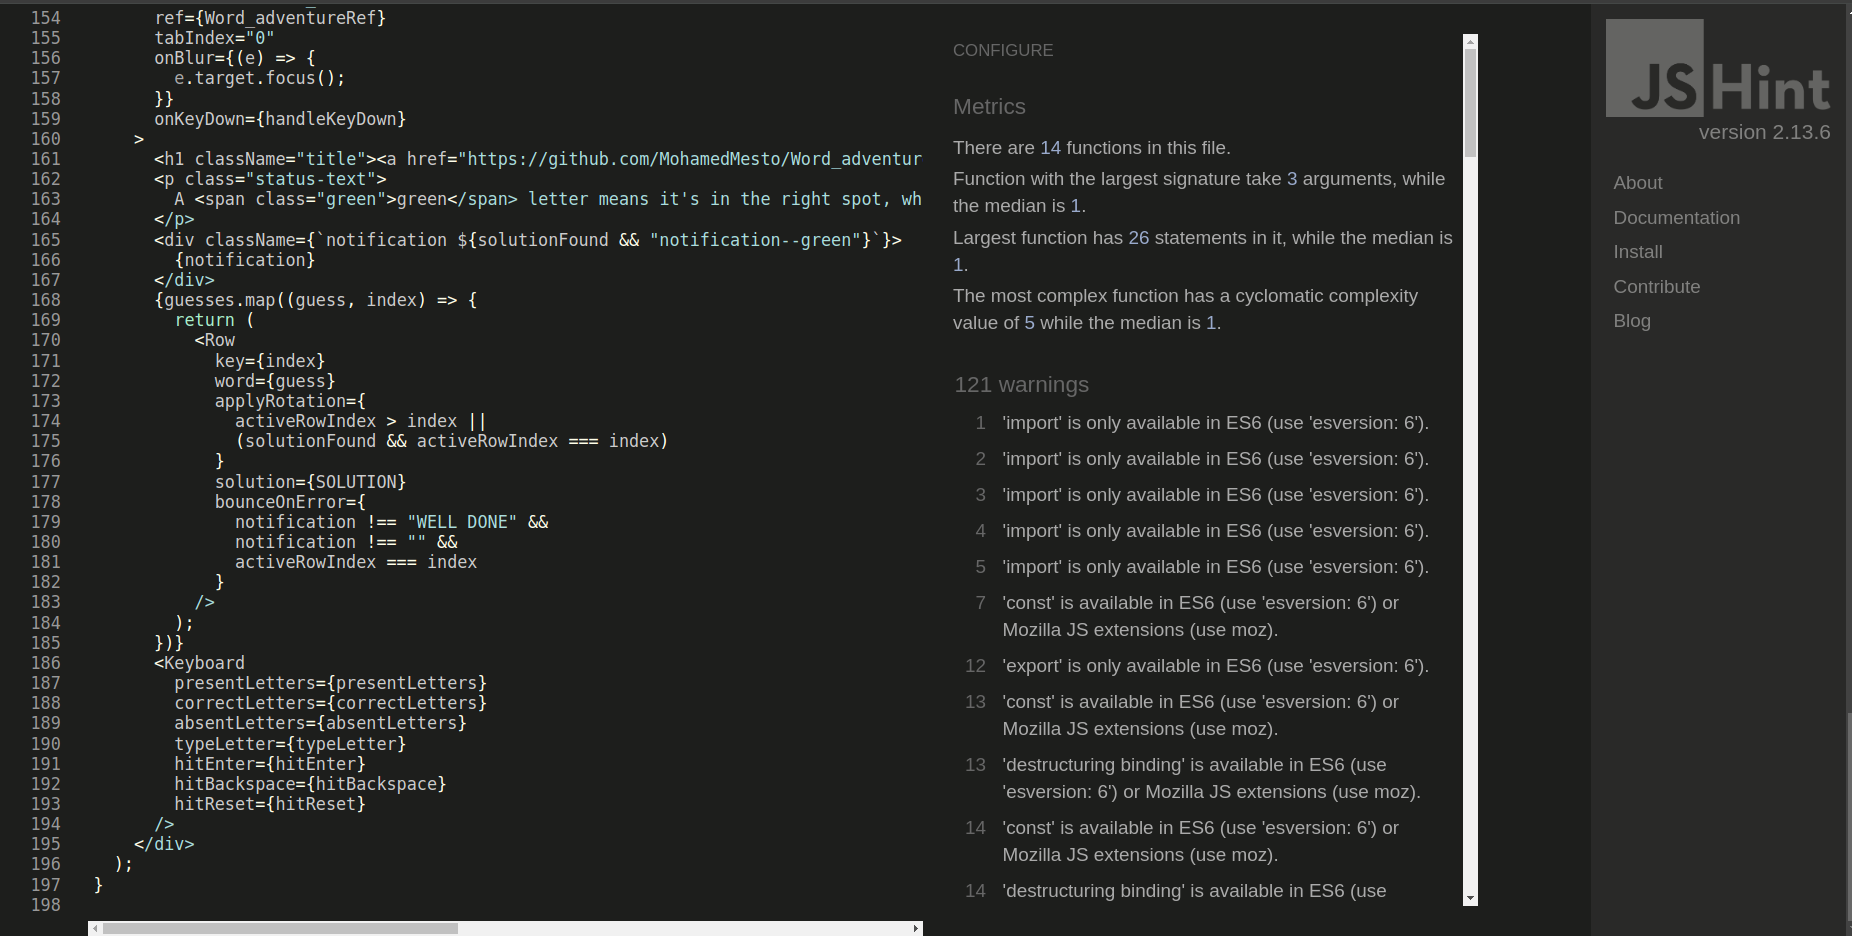 154 ref={Word_adventureRef}
155 tabIndex="0"
156 onBlur={(e) => {
157 e.target.focus();
158 }}
159 onKeyDown={handleKeyDown}
160 >
161 <h1 className="title"><a href="https://github.com/MohamedMesto/Word_adventur
162 <p class="status-text">
163 A <span class="green">green</span> letter means it's in the right spot, wh
164 </p>
165 <div className={`notification ${solutionFound && "notification--green"}`}>
166 {notification}
167 </div>
168 {guesses.map((guess, index) => {
169 return (
170 <Row
171 key={index}
172 word={guess}
173 applyRotation={
174 activeRowIndex > index ||
175 (solutionFound && activeRowIndex === index)
176 }
177 solution={SOLUTION}
178 bounceOnError={
179 notification !== "WELL DONE" &&
180 notification !== "" &&
181 activeRowIndex === index
182 }
183 />
184 );
185 })}
186 <Keyboard
187 presentLetters={presentLetters}
188 correctLetters={correctLetters}
189 absentLetters={absentLetters}
190 typeLetter={typeLetter}
191 hitEnter={hitEnter}
192 hitBackspace={hitBackspace}
193 hitReset={hitReset}
194 />
195 </div>
196 );
197 }
198
CONFIGURE
Metrics
There are 14 functions in this file.
Function with the largest signature take 3 arguments, while
the median is 1.
Largest function has 26 statements in it, while the median is
1.
The most complex function has a cyclomatic complexity
value of 5 while the median is 1.
121 warnings
1 'import' is only available in ES6 (use 'esversion: 6').
2 'import' is only available in ES6 (use 'esversion: 6').
3 'import' is only available in ES6 (use 'esversion: 6').
4 'import' is only available in ES6 (use 'esversion: 6').
5 'import' is only available in ES6 (use 'esversion: 6').
7 'const' is available in ES6 (use 'esversion: 6') or
Mozilla JS extensions (use moz).
12 'export' is only available in ES6 (use 'esversion: 6').
13 'const' is available in ES6 (use 'esversion: 6') or
Mozilla JS extensions (use moz).
13 'destructuring binding' is available in ES6 (use
'esversion: 6') or Mozilla JS extensions (use moz).
14 'const' is available in ES6 (use 'esversion: 6') or
Mozilla JS extensions (use moz).
14 'destructuring binding' is available in ES6 (use
JSHint
version 2.13.6
About
Documentation
Install
Contribute
Blog